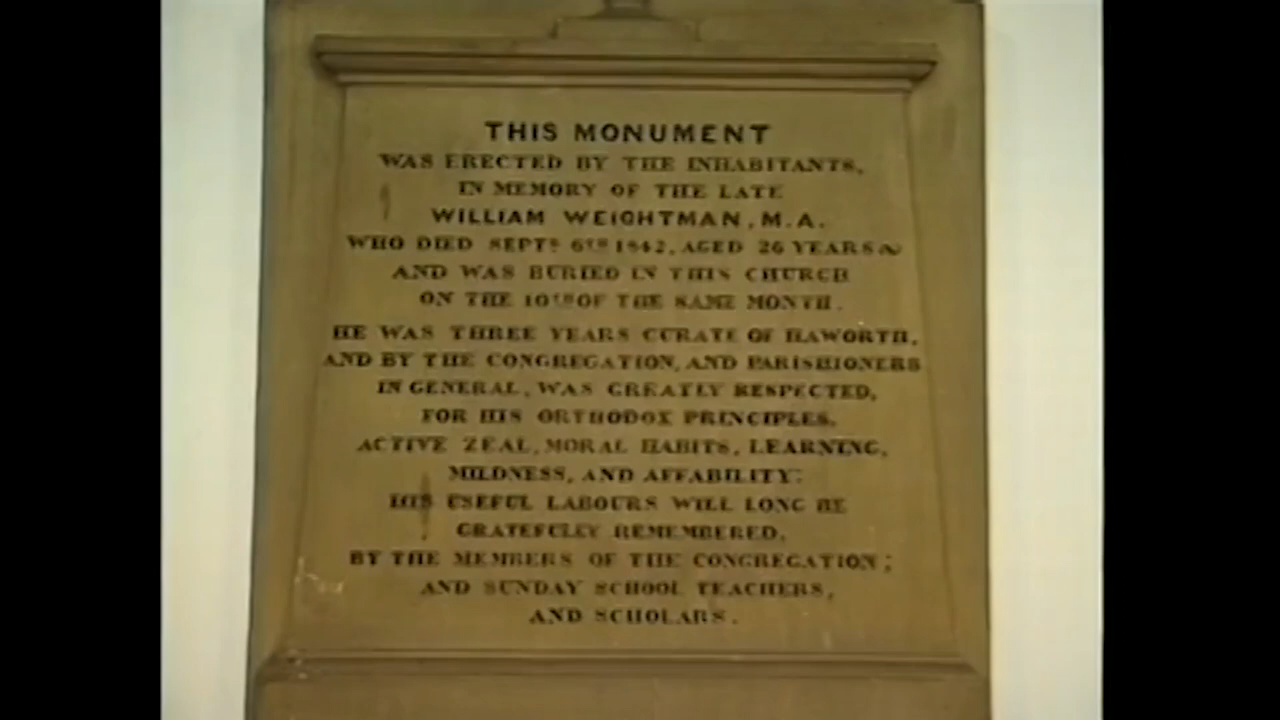 THIS MONUMENT
WAS ERECTED BY THE INHABITANTS,
IN MEMORY OF THE LATE
WILLIAM WEIGHTMAN, M.A.
WHO DIED SEPTR 6TH 1842, AGED 26 YEARS
AND WAS BURIED IN THIS CHURCH
ON THE 10TH OF THE SAME MONTH.
HE WAS THREE YEARS CURATE OF HAWORTH,
AND BY THE CONGREGATION, AND PARISHIONERS
IN GENERAL, WAS GREATLY RESPECTED,
FOR HIS ORTHODOX PRINCIPLES,
ACTIVE ZEAL, MORAL HABITS, LEARNING,
MILDNESS, AND AFFABILITY:
HIS USEFUL LABOURS WILL LONG BE
GRATEFULLY REMEMBERED,
BY THE MEMBERS OF THE CONGREGATION;
AND SUNDAY SCHOOL TEACHERS,
AND SCHOLARS.